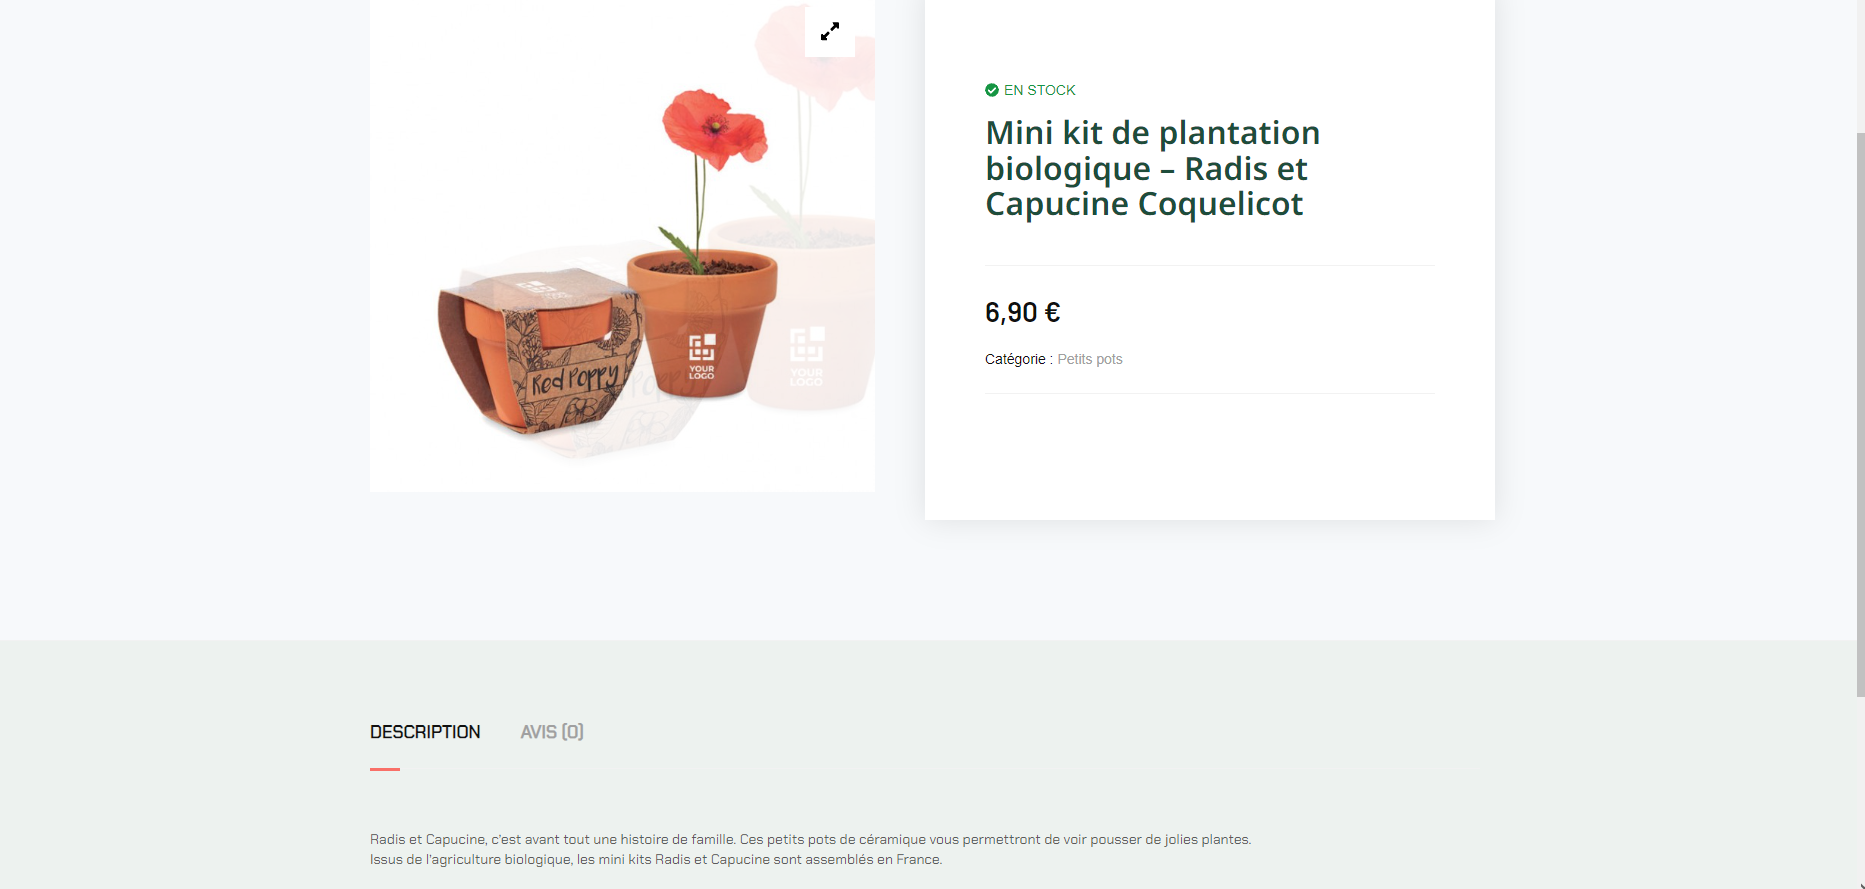 EN STOCK
Mini kit de plantation
biologique – Radis et
Capucine Coquelicot
6,90 €
Catégorie : Petits pots
Red Poppy
YOUR
LOGO
YOUR
LOGO
DESCRIPTION
AVIS (0)
Radis et Capucine, c'est avant tout une histoire de famille. Ces petits pots de céramique vous permettront de voir pousser de jolies plantes.
Issus de l'agriculture biologique, les mini kits Radis et Capucine sont assemblés en France.